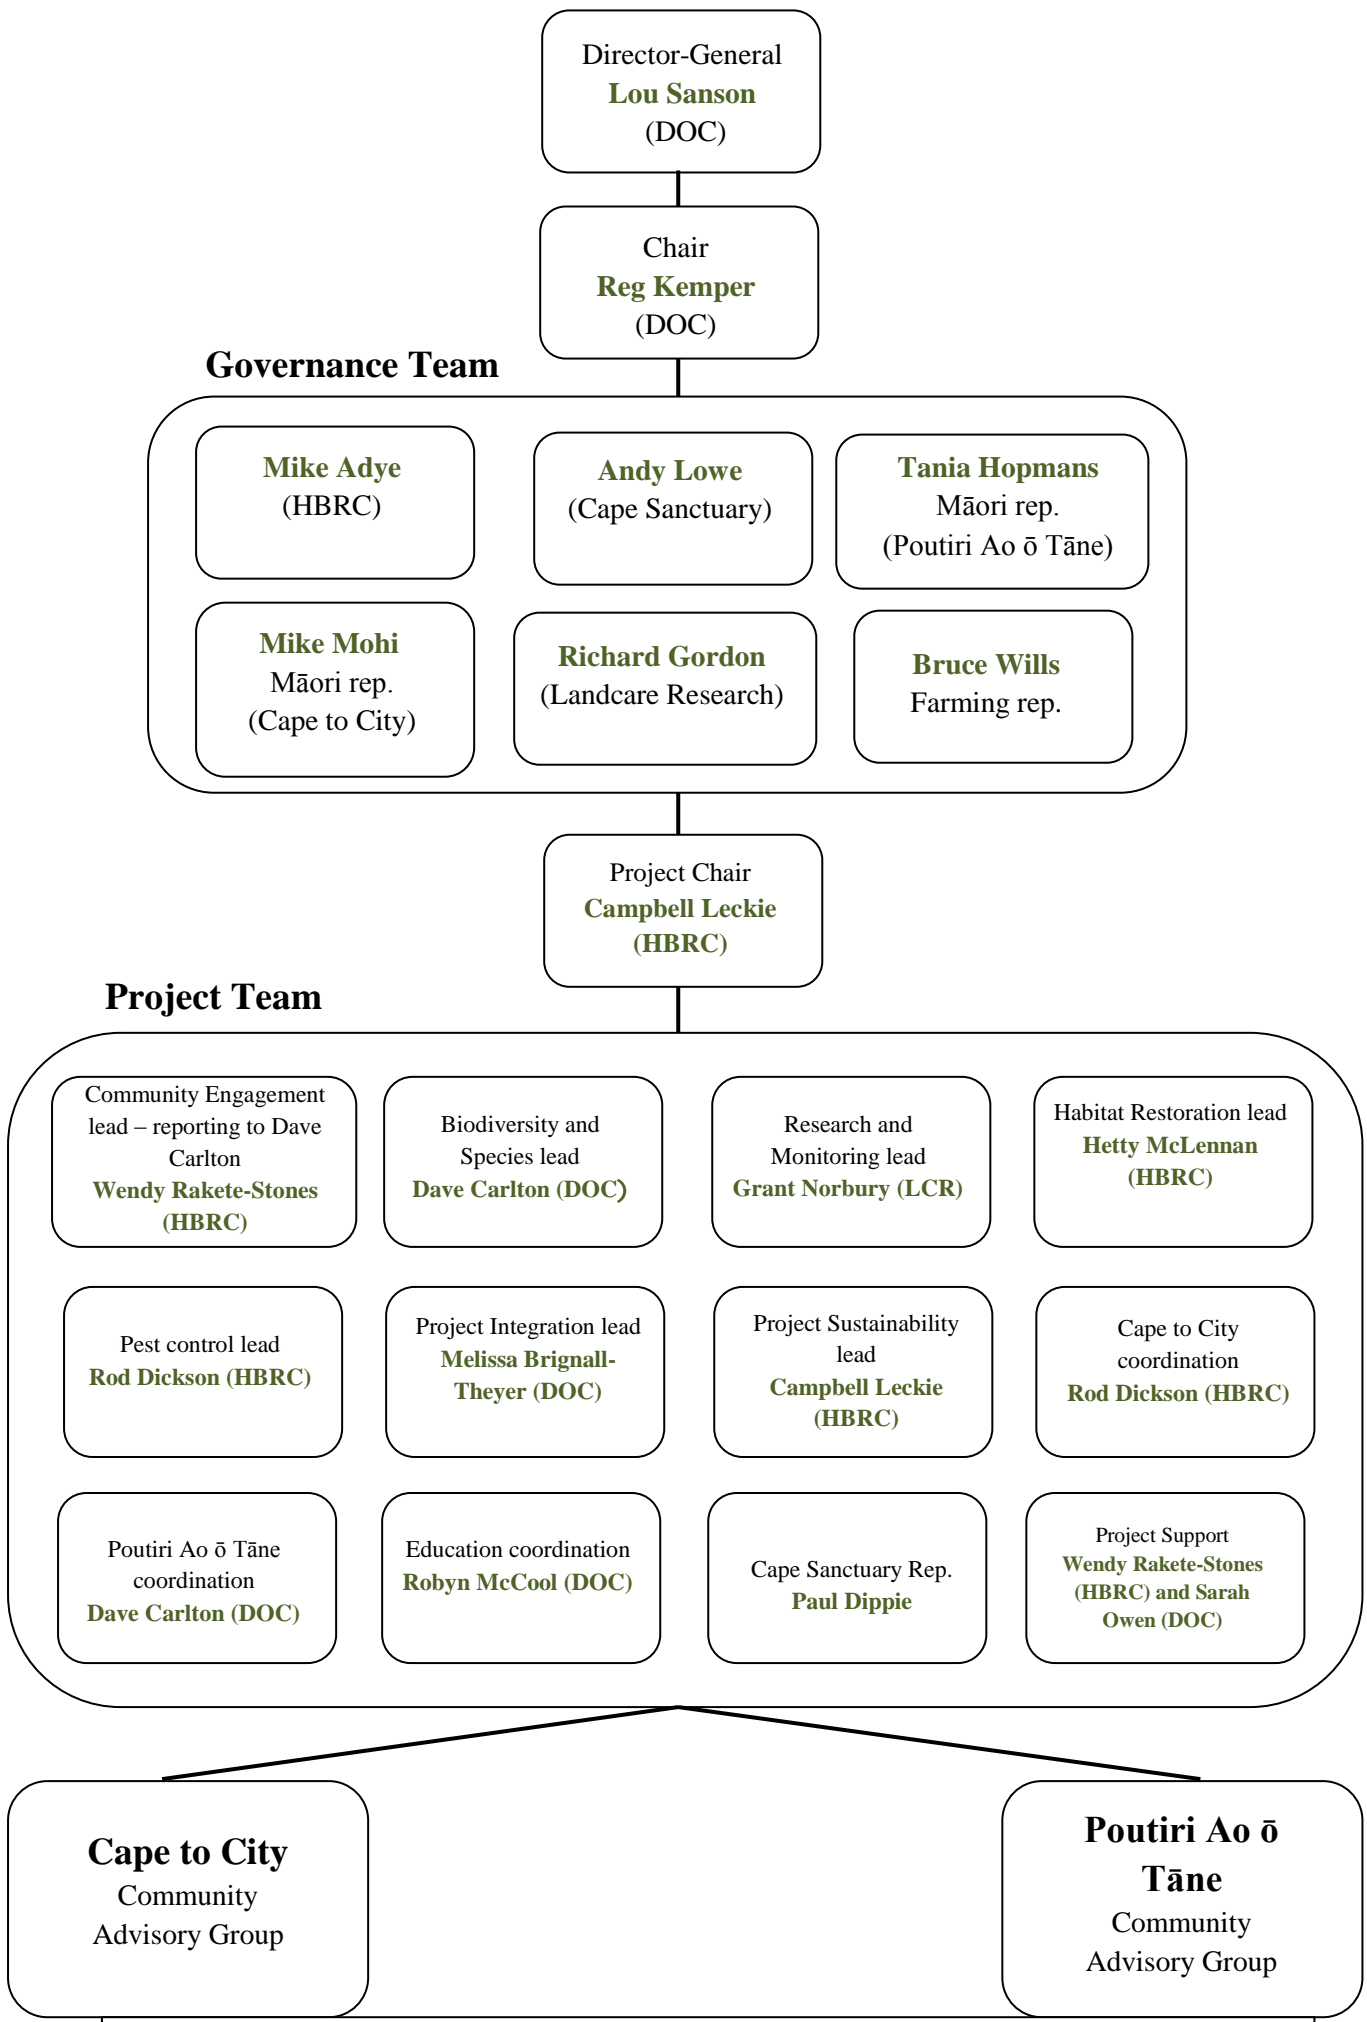 Director-General
Lou Sanson
(DOC)
Chair
Reg Kemper
(DOC)
Governance Team
Mike Adye
(HBRC)
Andy Lowe
(Cape Sanctuary)
Tania Hopmans
Māori rep.
(Poutiri Ao ō Tāne)
Mike Mohi
Māori rep.
(Cape to City)
Richard Gordon
(Landcare Research)
Bruce Wills
Farming rep.
Project Chair
Campbell Leckie
(HBRC)
Project Team
Community Engagement
lead – reporting to Dave
Carlton
Wendy Rakete-Stones
(HBRC)
Biodiversity and
Species lead
Dave Carlton (DOC)
Research and
Monitoring lead
Grant Norbury (LCR)
Habitat Restoration lead
Hetty McLennan
(HBRC)
Pest control lead
Rod Dickson (HBRC)
Project Integration lead
Melissa Brignall-
Theyer (DOC)
Project Sustainability
lead
Campbell Leckie
(HBRC)
Cape to City
coordination
Rod Dickson (HBRC)
Poutiri Ao ō Tāne
coordination
Dave Carlton (DOC)
Education coordination
Robyn McCool (DOC)
Cape Sanctuary Rep.
Paul Dippie
Project Support
Wendy Rakete-Stones
(HBRC) and Sarah
Owen (DOC)
Cape to City
Community
Advisory Group
Poutiri Ao ō
Tāne
Community
Advisory Group